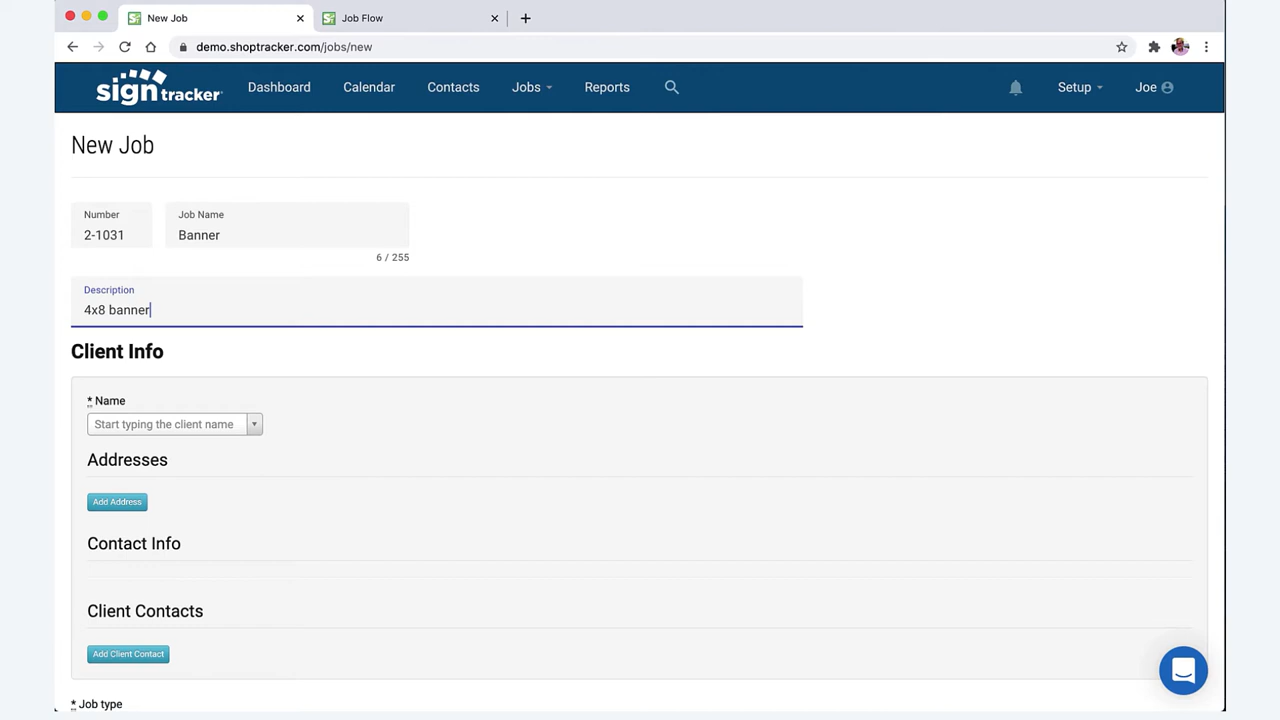 New Job
Job Flow
demo.shoptracker.com/jobs/new
sign tracker
Dashboard
Calendar
Contacts
Jobs
Reports
Setup
Joe
New Job
Number
Job Name
2-1031
Banner
6 / 255
Description
4x8 banner
Client Info
* Name
Start typing the client name
Addresses
Add Address
Contact Info
Client Contacts
Add Client Contact
* Job type